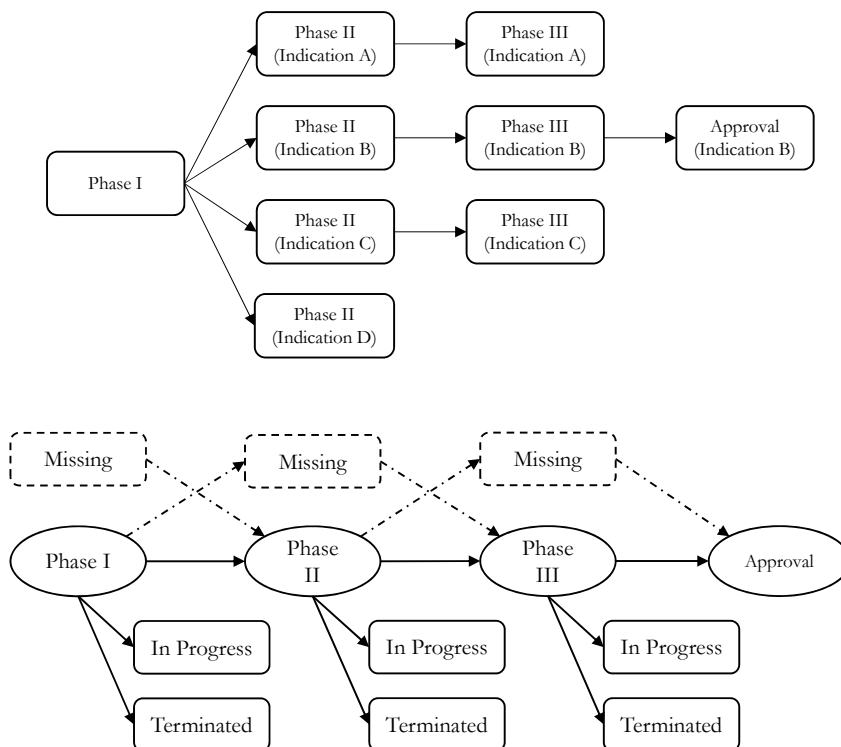 Phase II
(Indication A)
Phase III
(Indication A)
Phase II
(Indication B)
Phase III
(Indication B)
Approval
(Indication B)
Phase I
Phase II
(Indication C)
Phase III
(Indication C)
Phase II
(Indication D)
Missing
Missing
Missing
Phase I
Phase
II
Phase
III
Approval
In Progress
In Progress
In Progress
Terminated
Terminated
Terminated